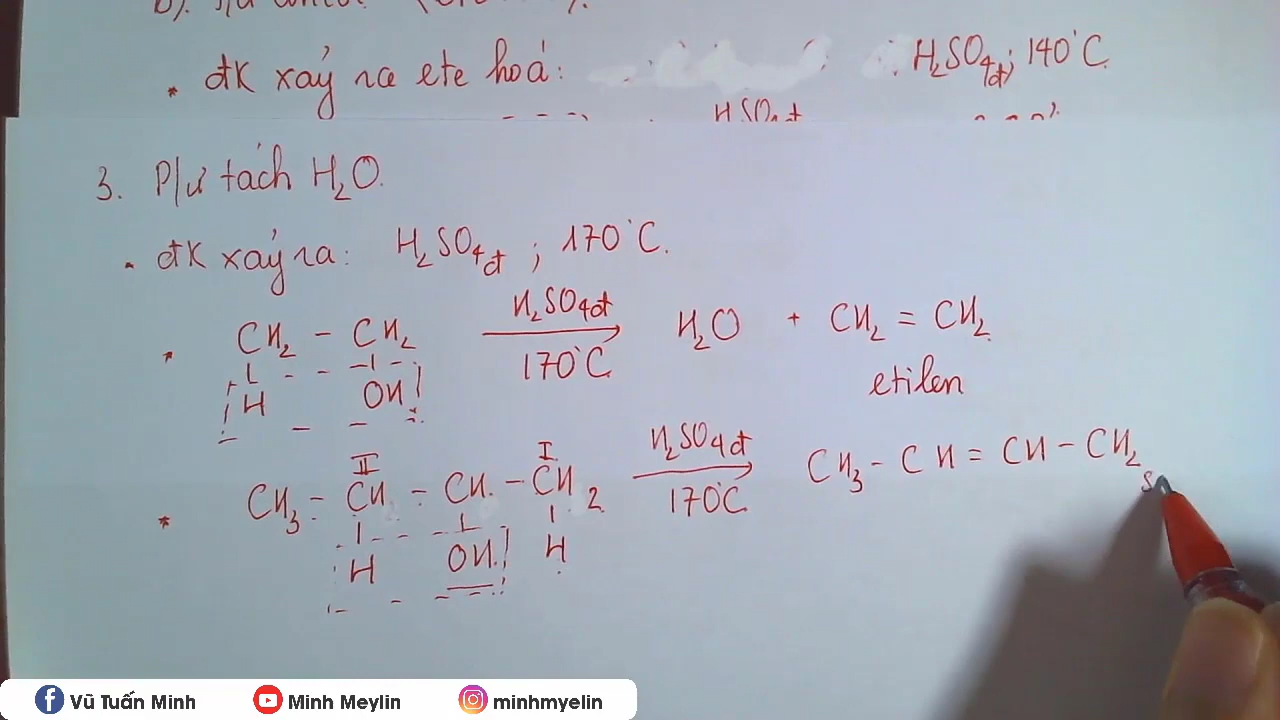 * đK xảy ra ete hoá: H₂SO₄đ; 140°C.
3. P/ư tách H₂O.
. đK xảy ra: H₂SO₄đ ; 170°C.
* CH₂ - CH₂ H₂SO₄đ 170°C H₂O + CH₂ = CH₂
H OH etilen
II I
* CH₃ - CH - CH - CH₂ H₂SO₄đ 170°C CH₃ - CH = CH - CH₂
H OH H
Vũ Tuấn Minh Minh Meylin minhmyelin